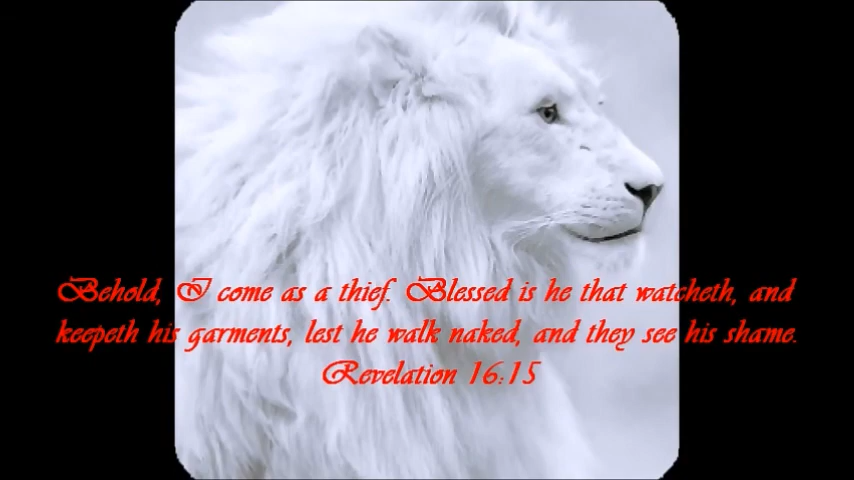 Behold, I come as a thief. Blessed is he that watcheth, and
keepeth his garments, lest he walk naked, and they see his shame.
Revelation 16:15